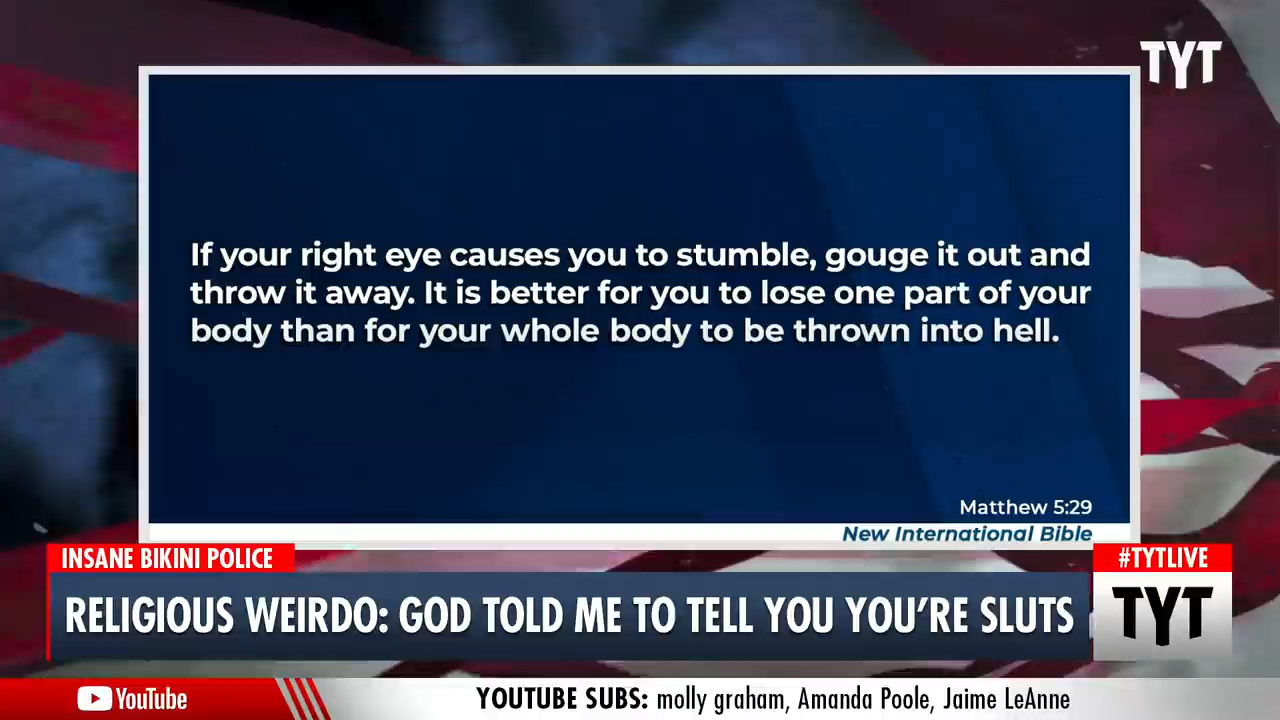 TYT
If your right eye causes you to stumble, gouge it out and
throw it away. It is better for you to lose one part of your
body than for your whole body to be thrown into hell.
Matthew 5:29
New International Bible
INSANE BIKINI POLICE
#TYTLIVE
RELIGIOUS WEIRDO: GOD TOLD ME TO TELL YOU YOU'RE SLUTS
TYT
YouTube
YOUTUBE SUBS: molly graham, Amanda Poole, Jaime LeAnne